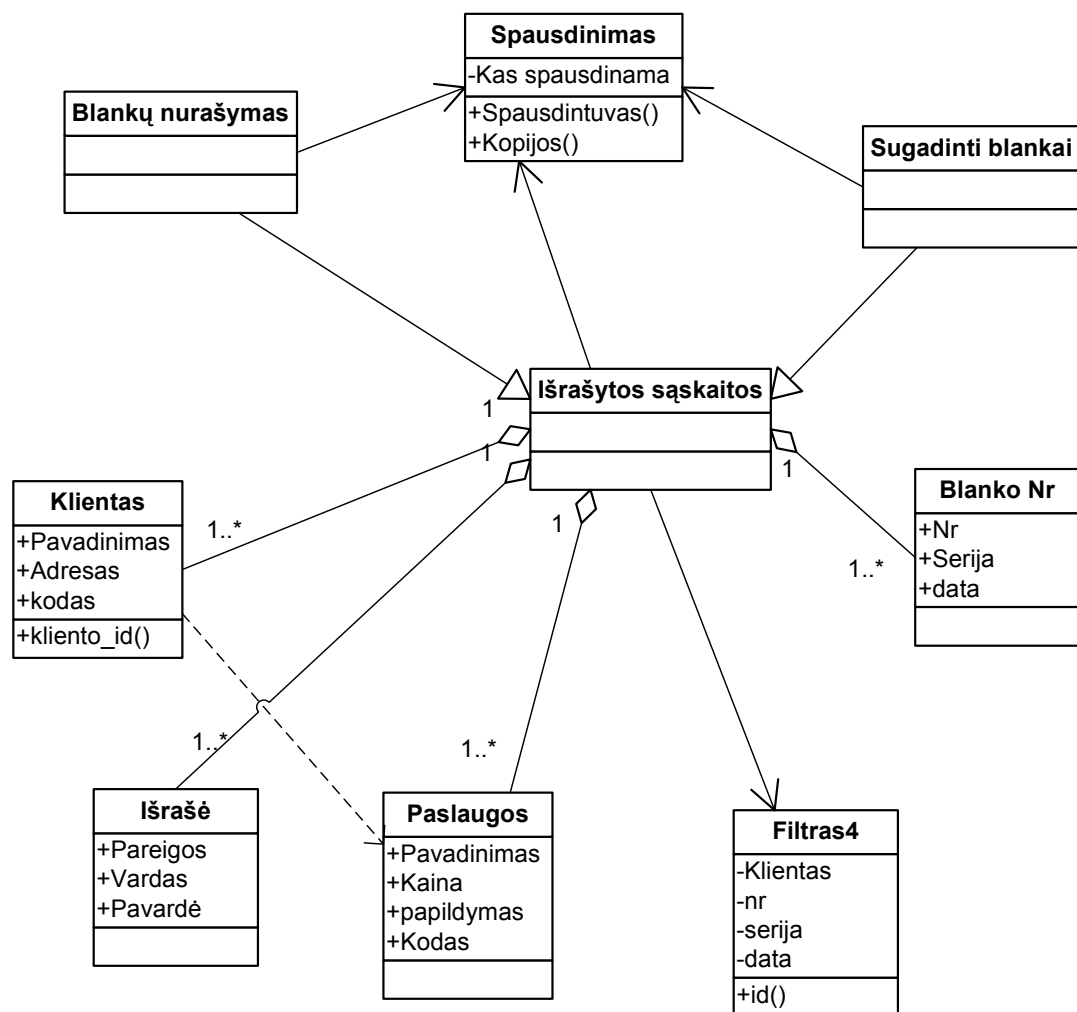 Spausdinimas
-Kas spausdinama
+Spausdintuvas()
+Kopijos()
Blankų nurašymas
Sugadinti blankai
Išrašytos sąskaitos
1
1
1
1
Klientas
+Pavadinimas
+Adresas
+kodas
+kliento_id()
1..*
Blanko Nr
+Nr
+Serija
+data
1..*
1..*
1..*
Išrašė
+Pareigos
+Vardas
+Pavardė
Paslaugos
+Pavadinimas
+Kaina
+papildymas
+Kodas
Filtras4
-Klientas
-nr
-serija
-data
+id()